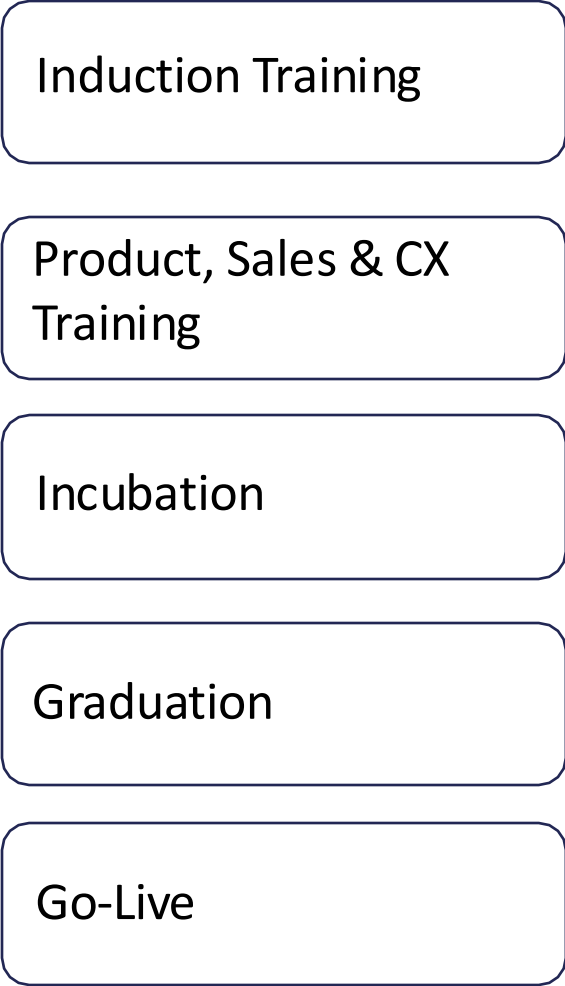 Induction Training
Product, Sales & CX
Training
Incubation
Graduation
Go-Live